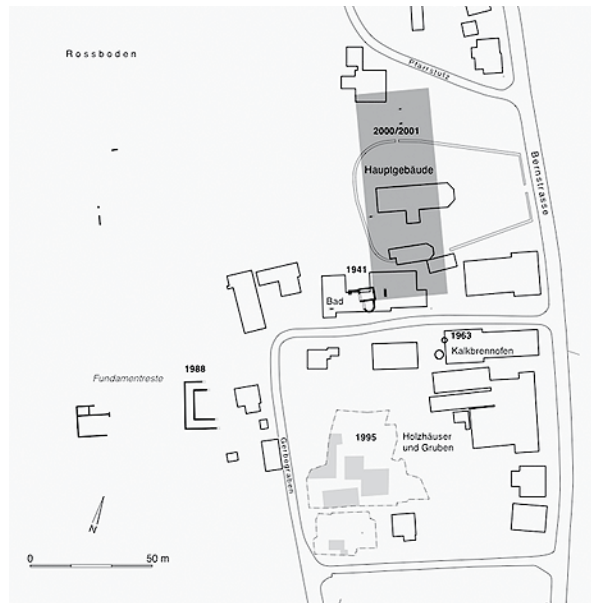 Rossboden
Pfarrstutz
2000/2001
Hauptgebäude
Bernstrasse
1941
Bad
1963
Kalkbrennofen
1988
Fundamentreste
Gerbegraben
1995
Holzhäuser
und Gruben
N
0 50 m